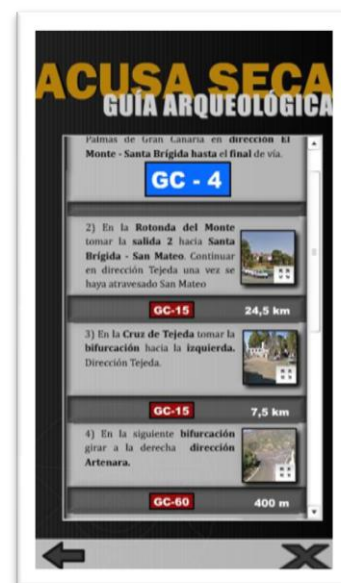 ACUSA SECA
GUÍA ARQUEOLÓGICA
Palmas de Gran Canaria en dirección El
Monte - Santa Brígida hasta el final de vía.
GC - 4
2) En la Rotonda del Monte
tomar la salida 2 hacia Santa
Brígida - San Mateo. Continuar
en dirección Tejeda una vez se
haya atravesado San Mateo
GC-15 24,5 km
3) En la Cruz de Tejeda tomar la
bifurcación hacia la izquierda.
Dirección Tejeda.
GC-15 7,5 km
4) En la siguiente bifurcación
girar a la derecha dirección
Artenara.
GC-60 400 m